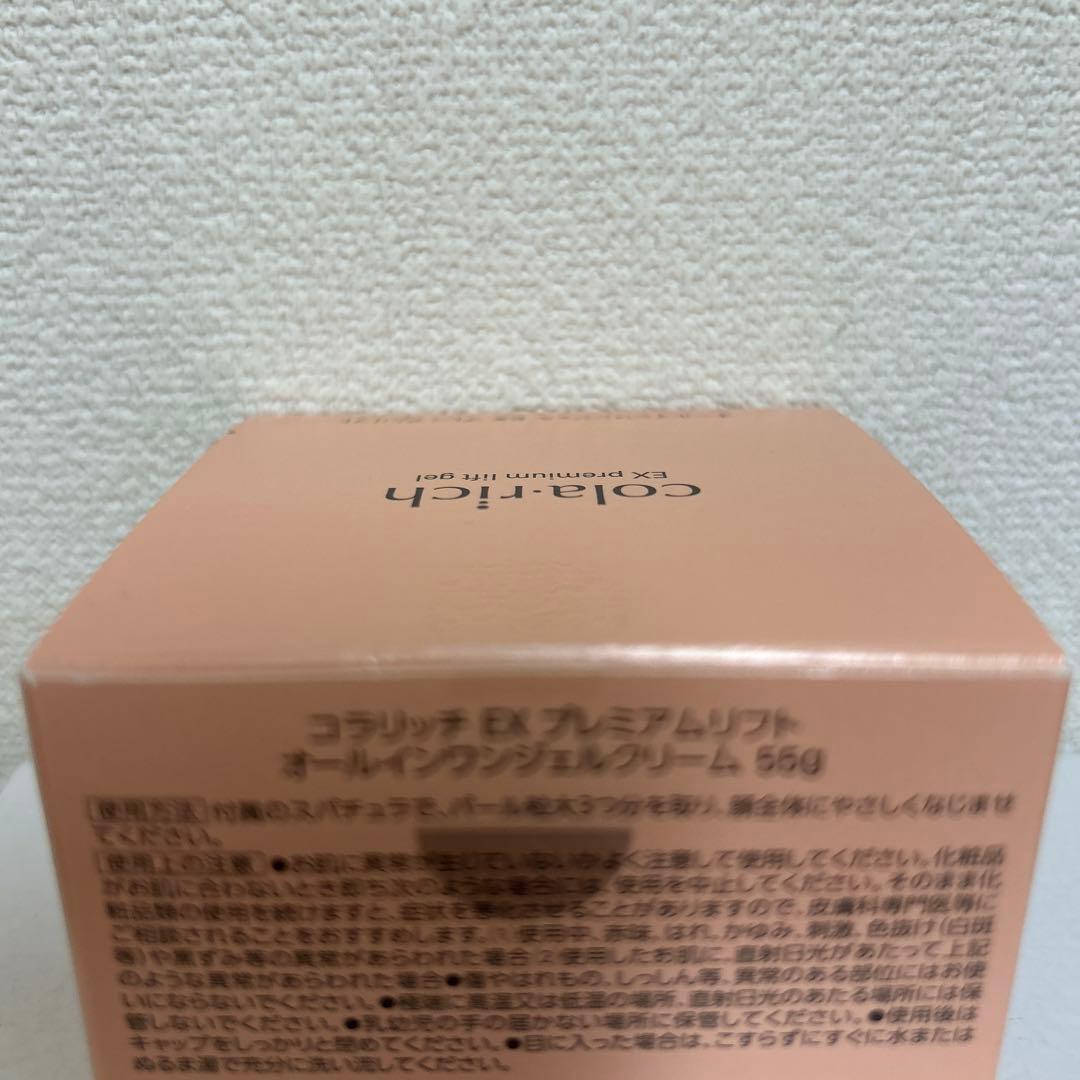 cola・rich
EX premium lift gel
コラリッチ EX プレミアムリフト
オールインワンジェルクリーム 55g
[使用方法] 付属のスパチュラで、パール粒大3つ分を取り、顔全体にやさしくなじませ
てください。
[使用上の注意] ●お肌に異常が生じていないかよく注意して使用してください。化粧品
がお肌に合わないとき即ち次のような場合には、使用を中止してください。そのまま化
粧品類の使用を続けますと、症状を悪化させることがありますので、皮膚科専門医等に
ご相談されることをおすすめします。 使用中、赤味、はれ、かゆみ、刺激、色抜け(白斑
等)や黒ずみ等の異常があらわれた場合 使用したお肌に、直射日光があたって上記
のような異常があらわれた場合 ●傷やはれもの、しっしん等、異常のある部位にはお使
いにならないでください。 ●極端に高温又は低温の場所、直射日光のあたる場所には保
管しないでください。 ●乳幼児の手の届かない場所に保管してください。 ●使用後は
キャップをしっかりと閉めてください。 ●目に入った場合は、こすらずにすぐに水または
ぬるま湯で充分に洗い流してください。